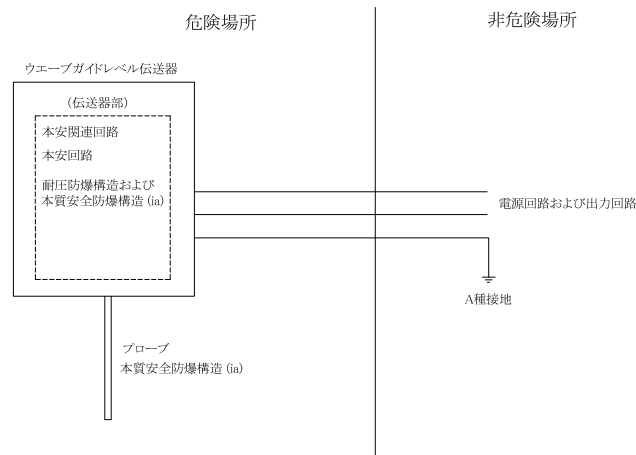 危険場所
非危険場所
ウエーブガイドレベル伝送器
(伝送器部)
本安関連回路
本安回路
耐圧防爆構造および
本質安全防爆構造 (ia)
電源回路および出力回路
A種接地
プローブ
本質安全防爆構造 (ia)